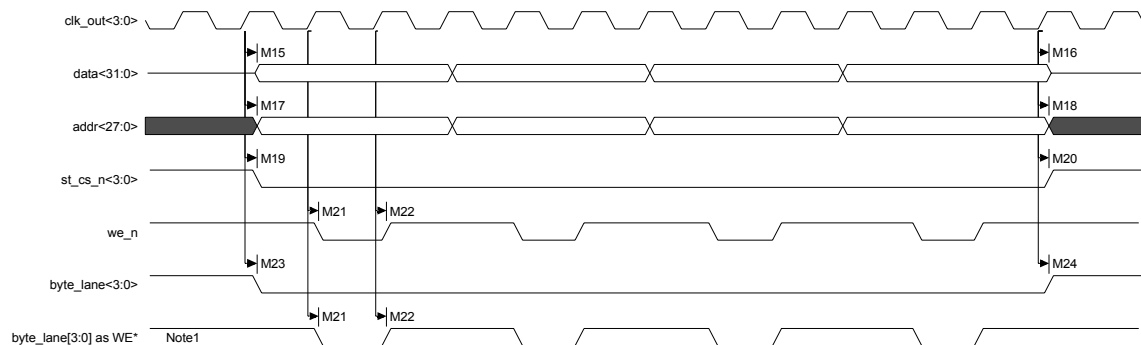 clk_out<3:0>
M15 M16
data<31:0>
M17 M18
addr<27:0>
M19 M20
st_cs_n<3:0>
M21 M22
we_n
M23 M24
byte_lane<3:0>
M21 M22
byte_lane[3:0] as WE* Note1